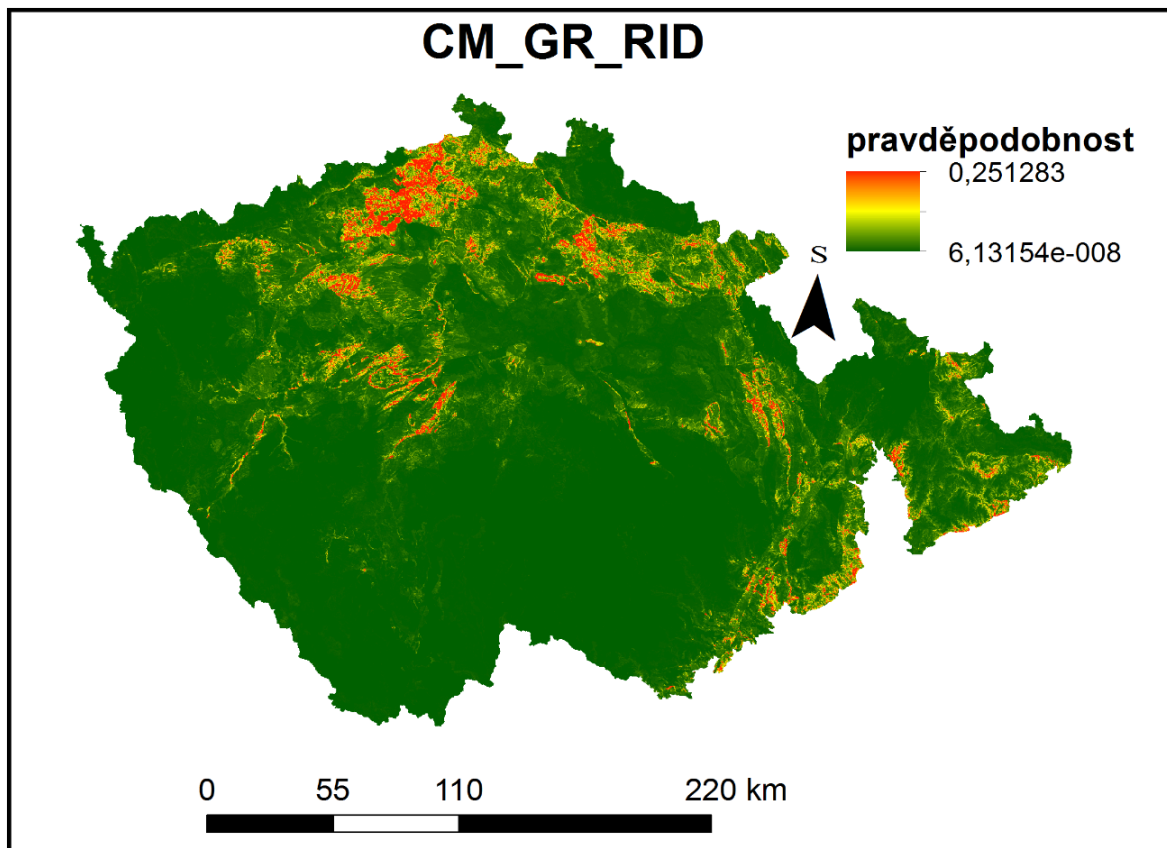 CM_GR_RID
pravděpodobnost
0,251283
6,13154e-008
S
0 55 110 220 km